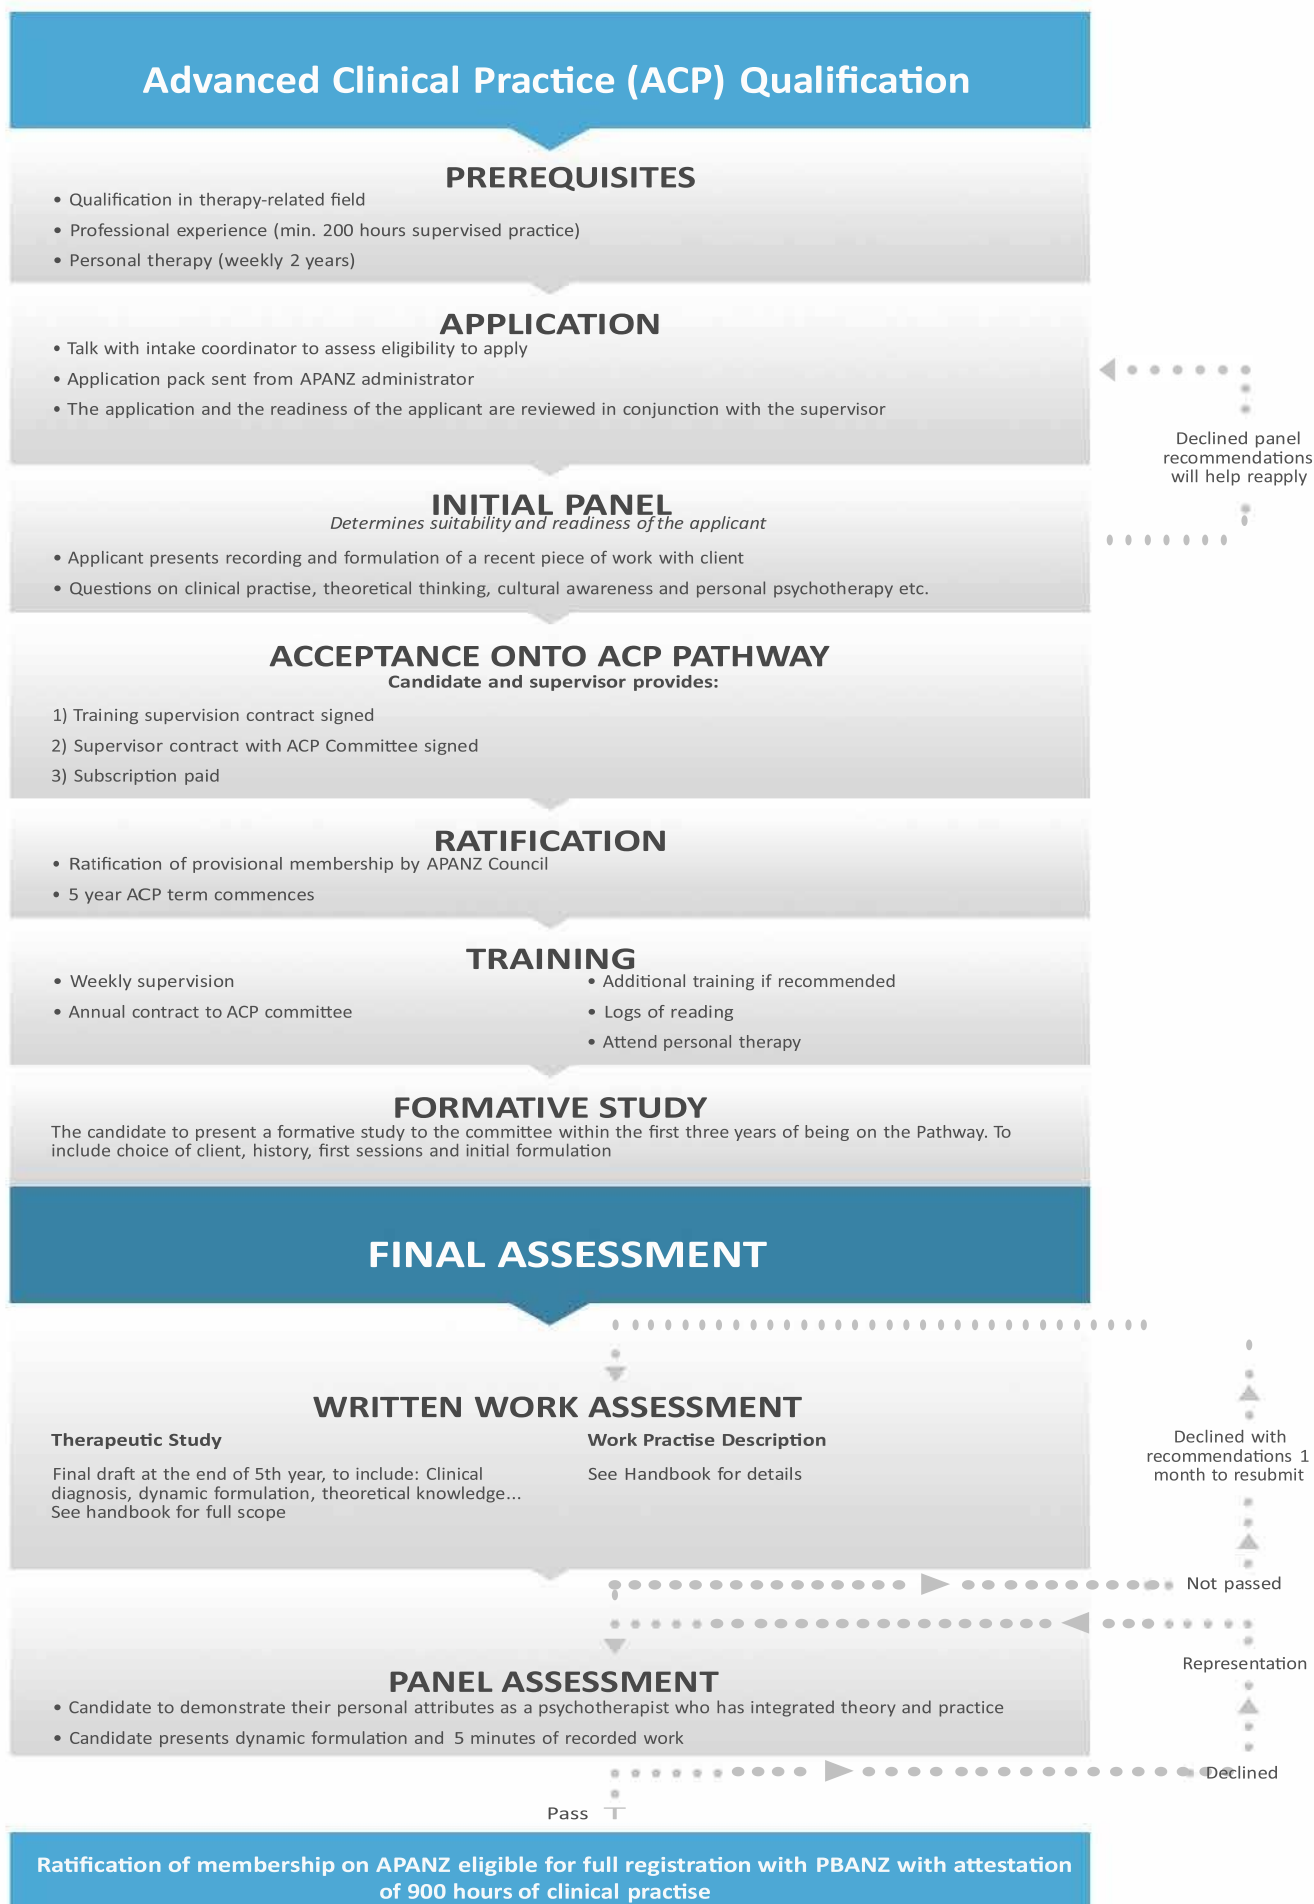 Advanced Clinical Practice (ACP) Qualification
PREREQUISITES
• Qualification in therapy-related field
• Professional experience (min. 200 hours supervised practice)
• Personal therapy (weekly 2 years)
APPLICATION
• Talk with intake coordinator to assess eligibility to apply
• Application pack sent from APANZ administrator
• The application and the readiness of the applicant are reviewed in conjunction with the supervisor
Declined panel
recommendations
will help reapply
INITIAL PANEL
Determines suitability and readiness of the applicant
• Applicant presents recording and formulation of a recent piece of work with client
• Questions on clinical practise, theoretical thinking, cultural awareness and personal psychotherapy etc.
ACCEPTANCE ONTO ACP PATHWAY
Candidate and supervisor provides:
1) Training supervision contract signed
2) Supervisor contract with ACP Committee signed
3) Subscription paid
RATIFICATION
• Ratification of provisional membership by APANZ Council
• 5 year ACP term commences
TRAINING
• Weekly supervision
• Annual contract to ACP committee
• Additional training if recommended
• Logs of reading
• Attend personal therapy
FORMATIVE STUDY
The candidate to present a formative study to the committee within the first three years of being on the Pathway. To
include choice of client, history, first sessions and initial formulation
FINAL ASSESSMENT
WRITTEN WORK ASSESSMENT
Therapeutic Study
Final draft at the end of 5th year, to include: Clinical
diagnosis, dynamic formulation, theoretical knowledge...
See handbook for full scope
Work Practise Description
See Handbook for details
Declined with
recommendations 1
month to resubmit
Not passed
Representation
PANEL ASSESSMENT
• Candidate to demonstrate their personal attributes as a psychotherapist who has integrated theory and practice
• Candidate presents dynamic formulation and 5 minutes of recorded work
Declined
Pass
Ratification of membership on APANZ eligible for full registration with PBANZ with attestation
of 900 hours of clinical practise